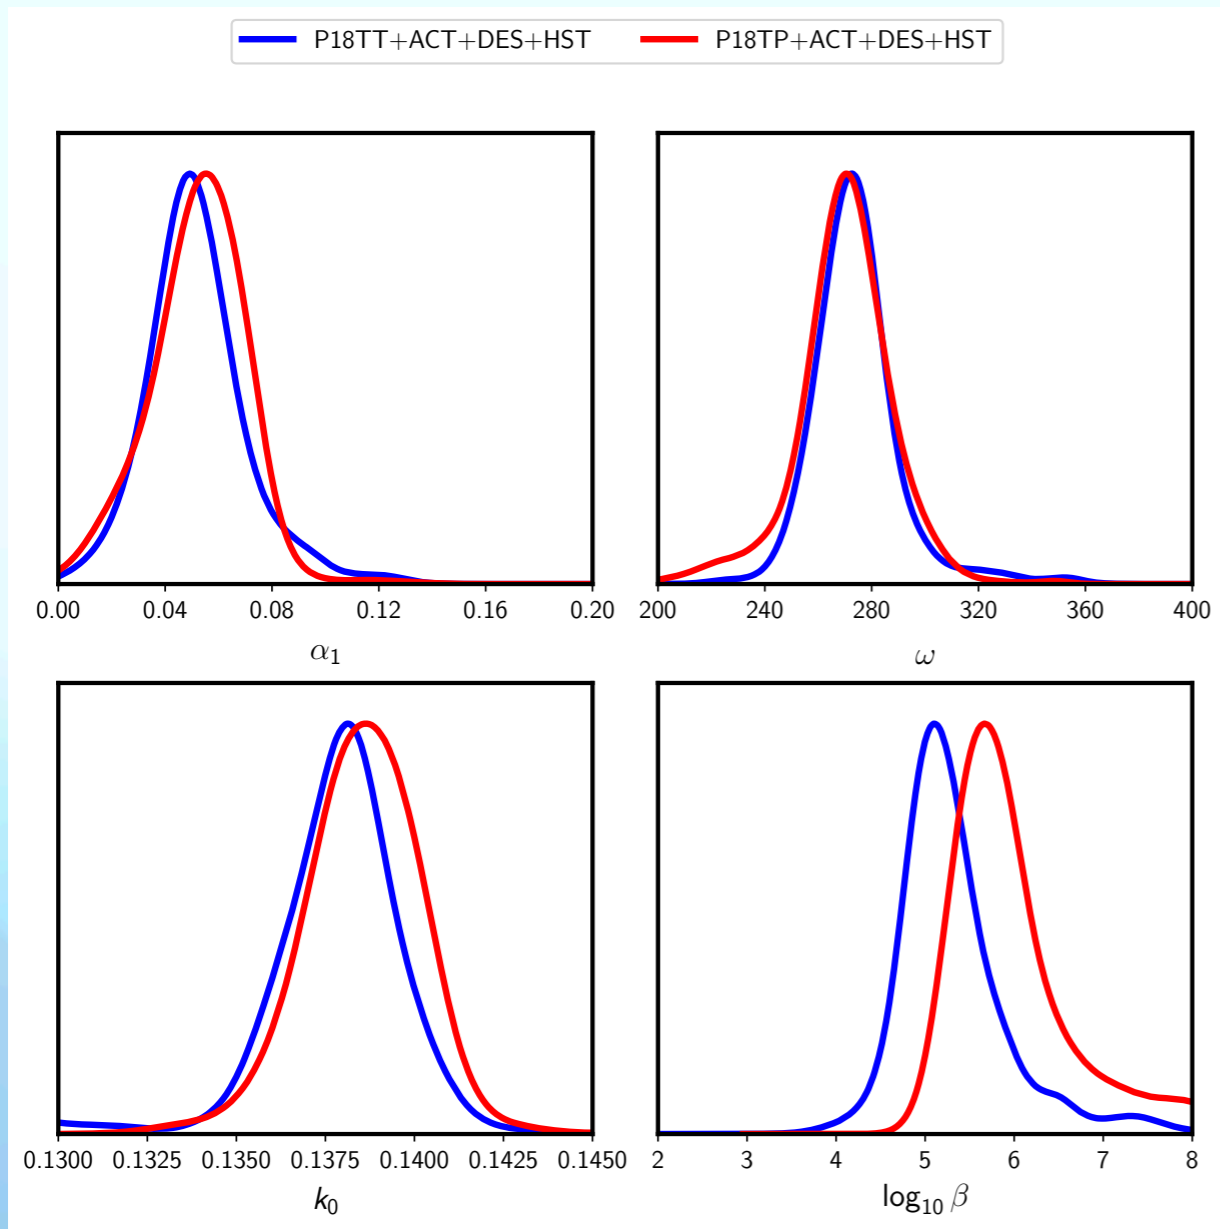 P18TT+ACT+DES+HST P18TP+ACT+DES+HST
0.00 0.04 0.08 0.12 0.16 0.20
α₁
200 240 280 320 360 400
ω
0.1300 0.1325 0.1350 0.1375 0.1400 0.1425 0.1450
k₀
2 3 4 5 6 7 8
log₁₀ β